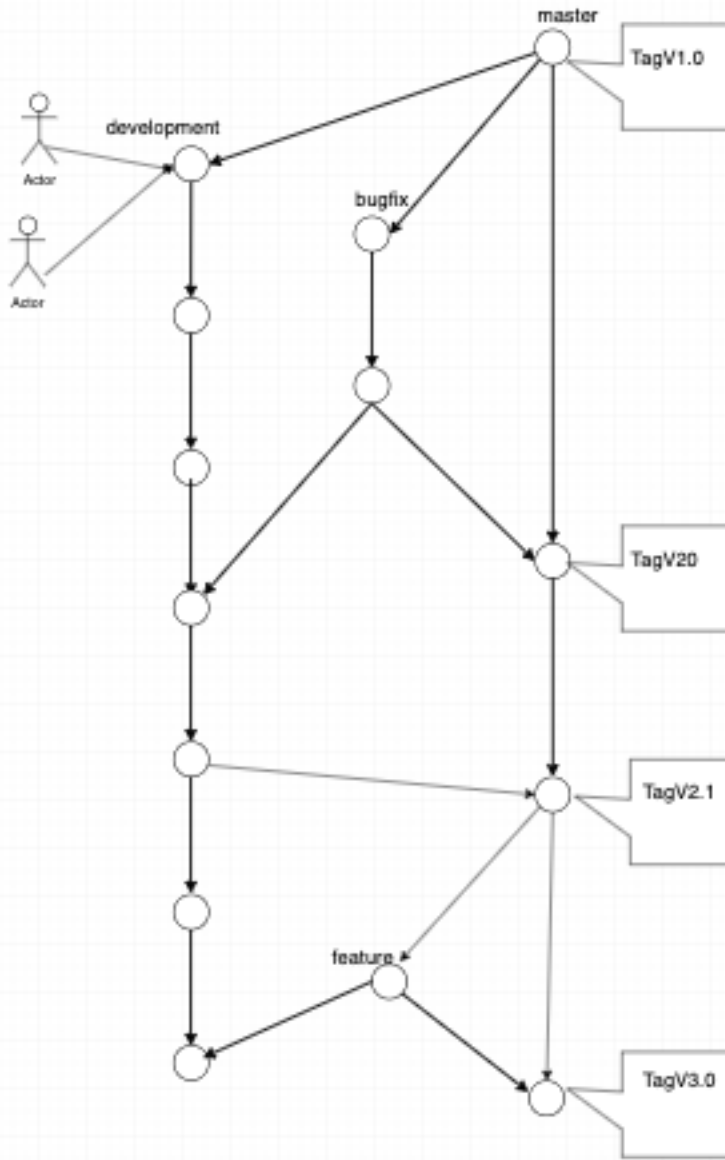 master
TagV1.0
development
Actor
bugfix
Actor
TagV20
TagV2.1
feature
TagV3.0